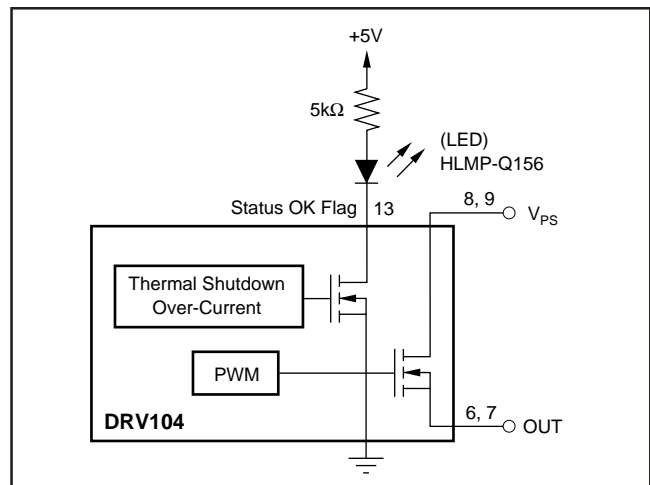 +5V
5kΩ
(LED)
HLMP-Q156
Status OK Flag
13
8, 9
V_PS
Thermal Shutdown
Over-Current
PWM
DRV104
6, 7
OUT